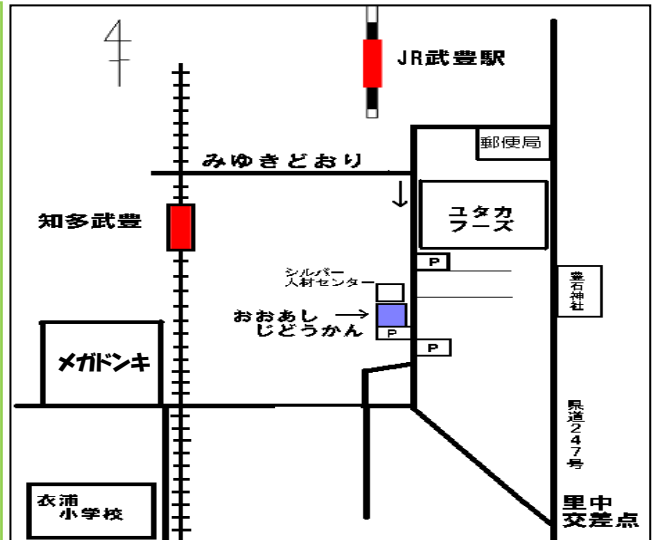 JR武豊駅
郵便局
みゆきどおり
ユタカ
フーズ
知多武豊
P
シルバー
人材センター
豊石神社
おおあし →
じどうかん
P
P
メガドンキ
県道247号
衣浦
小学校
里中
交差点